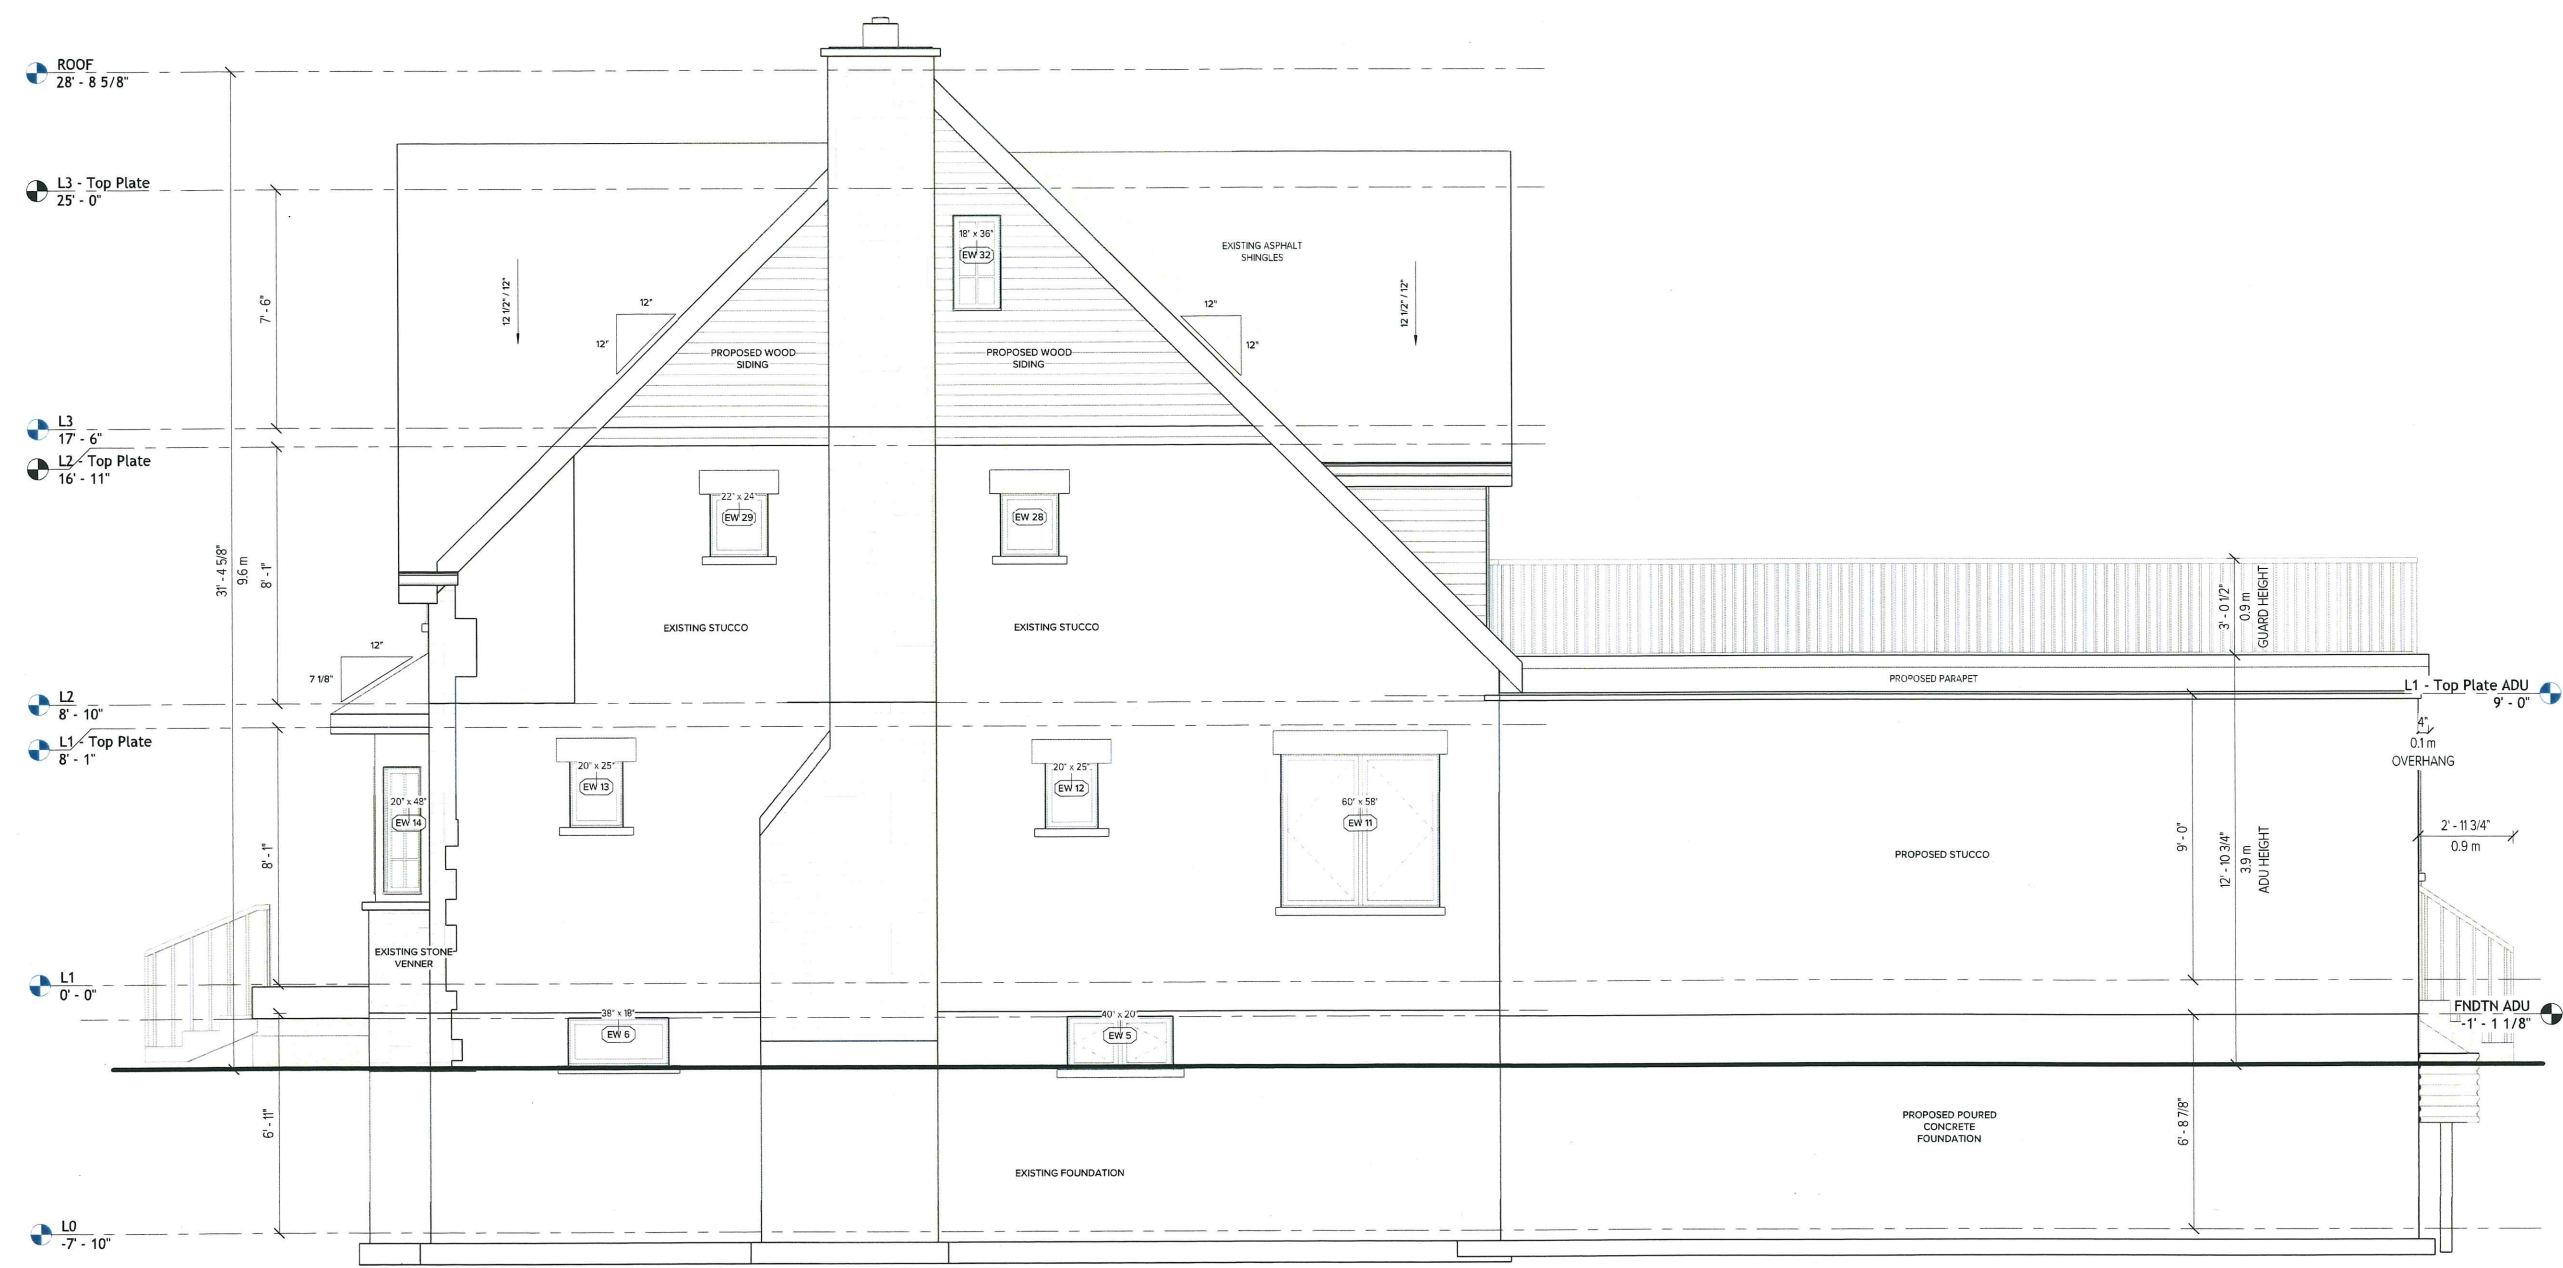 ROOF
28' - 8 5/8"
L3 - Top Plate
25' - 0"
18" x 36"
EW 32
EXISTING ASPHALT
SHINGLES
12 1/2" / 12"
12 1/2" / 12"
7' - 6"
12"
12"
12"
12"
PROPOSED WOOD
SIDING
PROPOSED WOOD
SIDING
L3
17' - 6"
L2 - Top Plate
16' - 11"
22" x 24"
EW 29
EW 28
31' - 4 5/8"
9.6 m
8' - 1"
EXISTING STUCCO
EXISTING STUCCO
3' - 0 1/2"
0.9 m
GUARD HEIGHT
12"
7 1/8"
PROPOSED PARAPET
L1 - Top Plate ADU
9' - 0"
L2
8' - 10"
L1 - Top Plate
8' - 1"
4"
0.1 m
OVERHANG
20" x 25"
EW 13
20" x 25"
EW 12
20" x 48"
EW 14
60" x 58"
EW 11
8' - 1"
PROPOSED STUCCO
9' - 0"
12' - 10 3/4"
3.9 m
ADU HEIGHT
2' - 11 3/4"
0.9 m
EXISTING STONE
VENNER
L1
0' - 0"
FNDTN ADU
-1' - 1 1/8"
38" x 18"
EW 6
40" x 20"
EW 5
6' - 11"
PROPOSED POURED
CONCRETE
FOUNDATION
6' - 8 7/8"
EXISTING FOUNDATION
L0
-7' - 10"